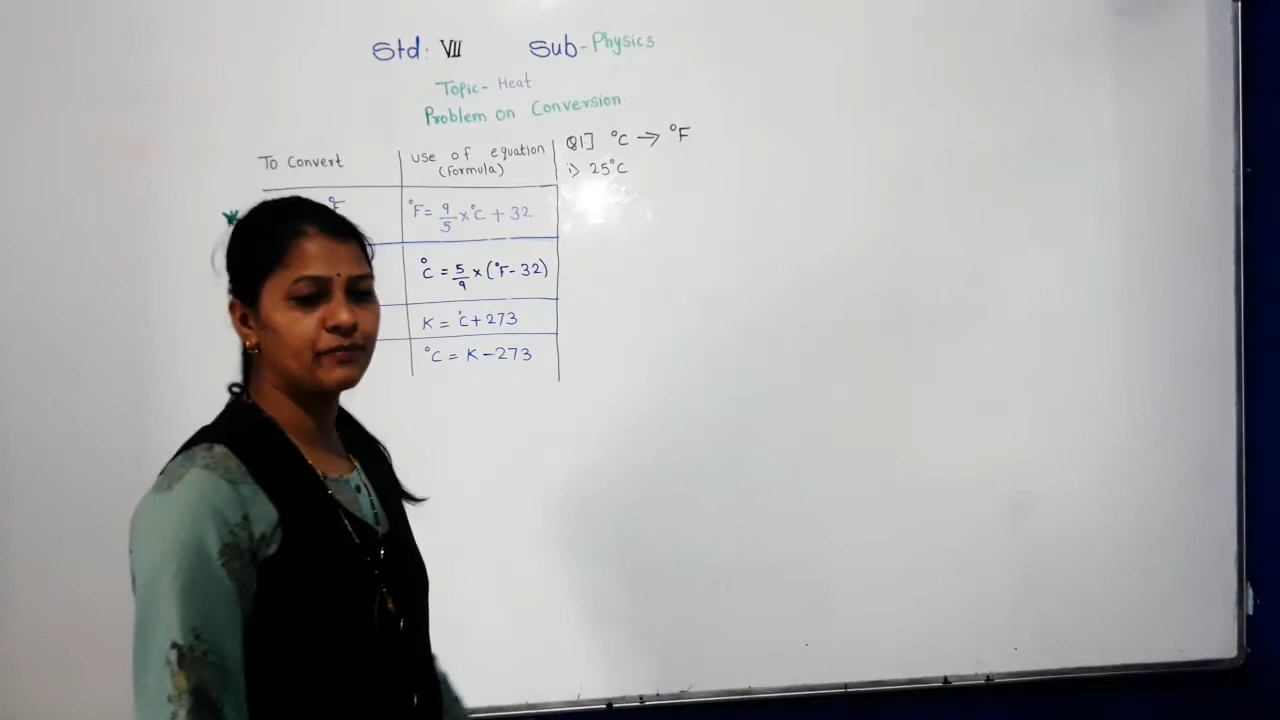 Std: VII Sub-Physics
Topic- Heat
Problem on Conversion
To Convert
use of equation
(formula)
°F
°F = 9/5 x °C + 32
°C = 5/9 x (°F - 32)
K = °C + 273
°C = K - 273
Q1] °C → °F
i) 25°C